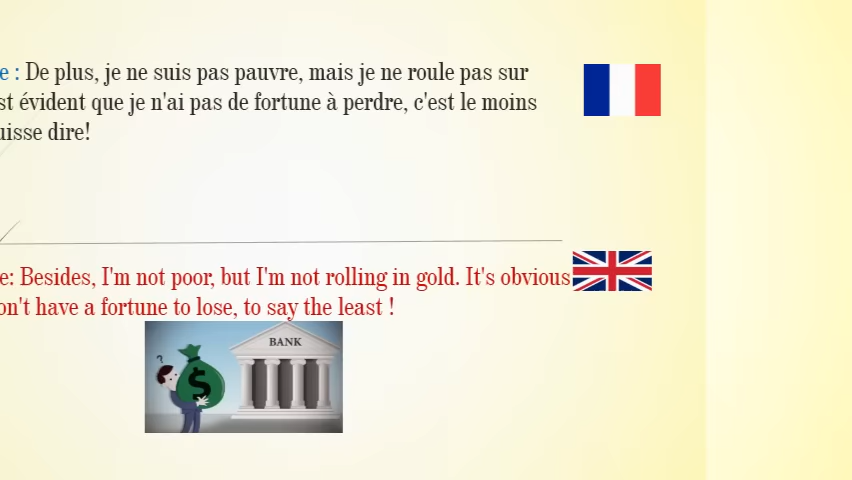 e : De plus, je ne suis pas pauvre, mais je ne roule pas sur
st évident que je n'ai pas de fortune à perdre, c'est le moins
uisse dire!
e: Besides, I'm not poor, but I'm not rolling in gold. It's obvious
on't have a fortune to lose, to say the least !
BANK
?
$